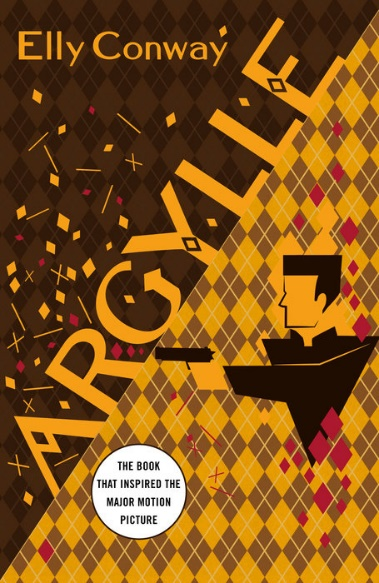 Elly Conway
ARGYLLE
THE BOOK
THAT INSPIRED THE
MAJOR MOTION
PICTURE